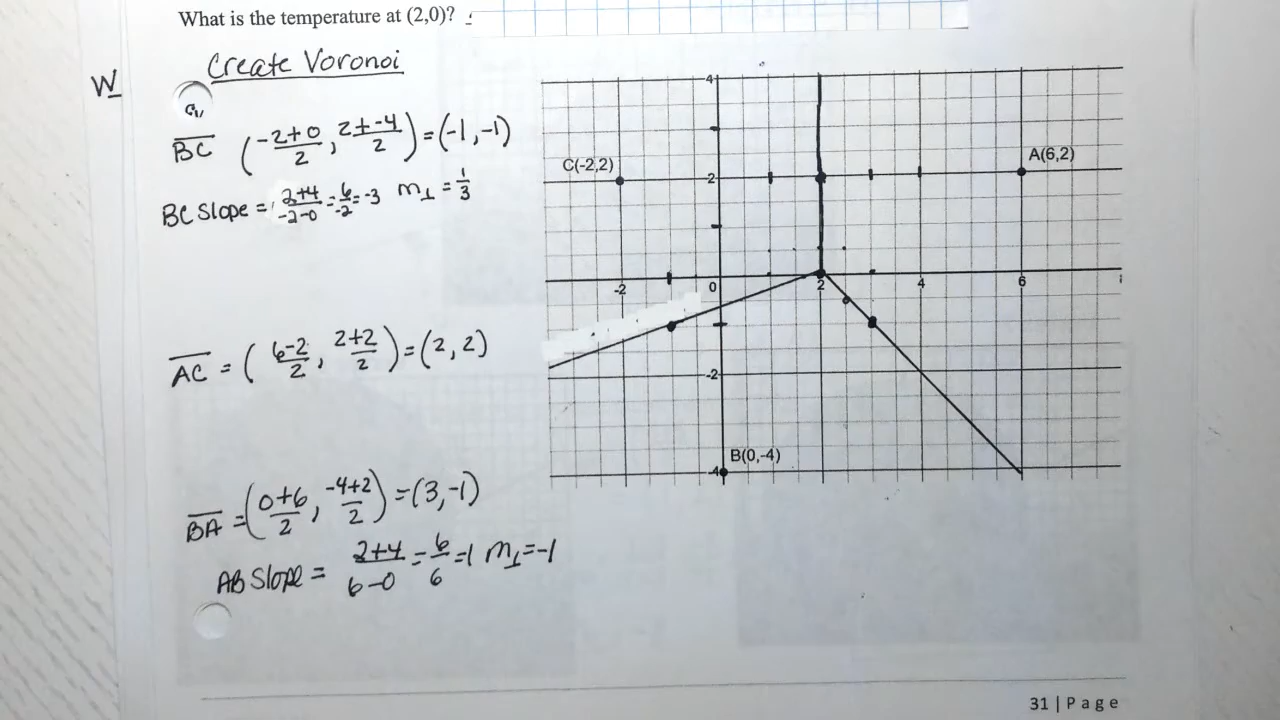 What is the temperature at (2,0)?
Create Voronoi
W
BC (-2+0/2, 2+-4/2) = (-1,-1)
BC Slope = 2+4/-2-0 = 6/-2 = -3 m⊥ = 1/3
AC = (6-2/2, 2+2/2) = (2,2)
BA = (0+6/2, -4+2/2) = (3,-1)
AB Slope = 2+4/6-0 = 6/6 = 1 m⊥ = -1
4
C(-2,2)
2
A(6,2)
-2 0 2 4 6
-2
-4
B(0,-4)
31 | Page